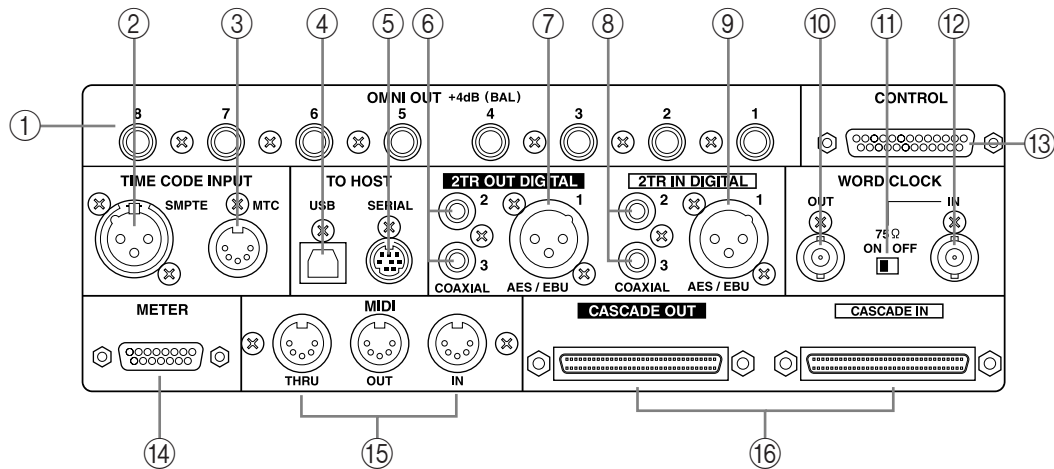 ② ③ ④ ⑤ ⑥ ⑦ ⑧ ⑨ ⑩ ⑪ ⑫
①
OMNI OUT +4dB (BAL)
8 7 6 5 4 3 2 1
CONTROL
⑬
TIME CODE INPUT
SMPTE MTC
TO HOST
USB SERIAL
2TR OUT DIGITAL
2 1
3
COAXIAL AES / EBU
2TR IN DIGITAL
2 1
3
COAXIAL AES / EBU
WORD CLOCK
OUT IN
75Ω
ON OFF
METER
MIDI
THRU OUT IN
CASCADE OUT
CASCADE IN
⑭ ⑮ ⑯